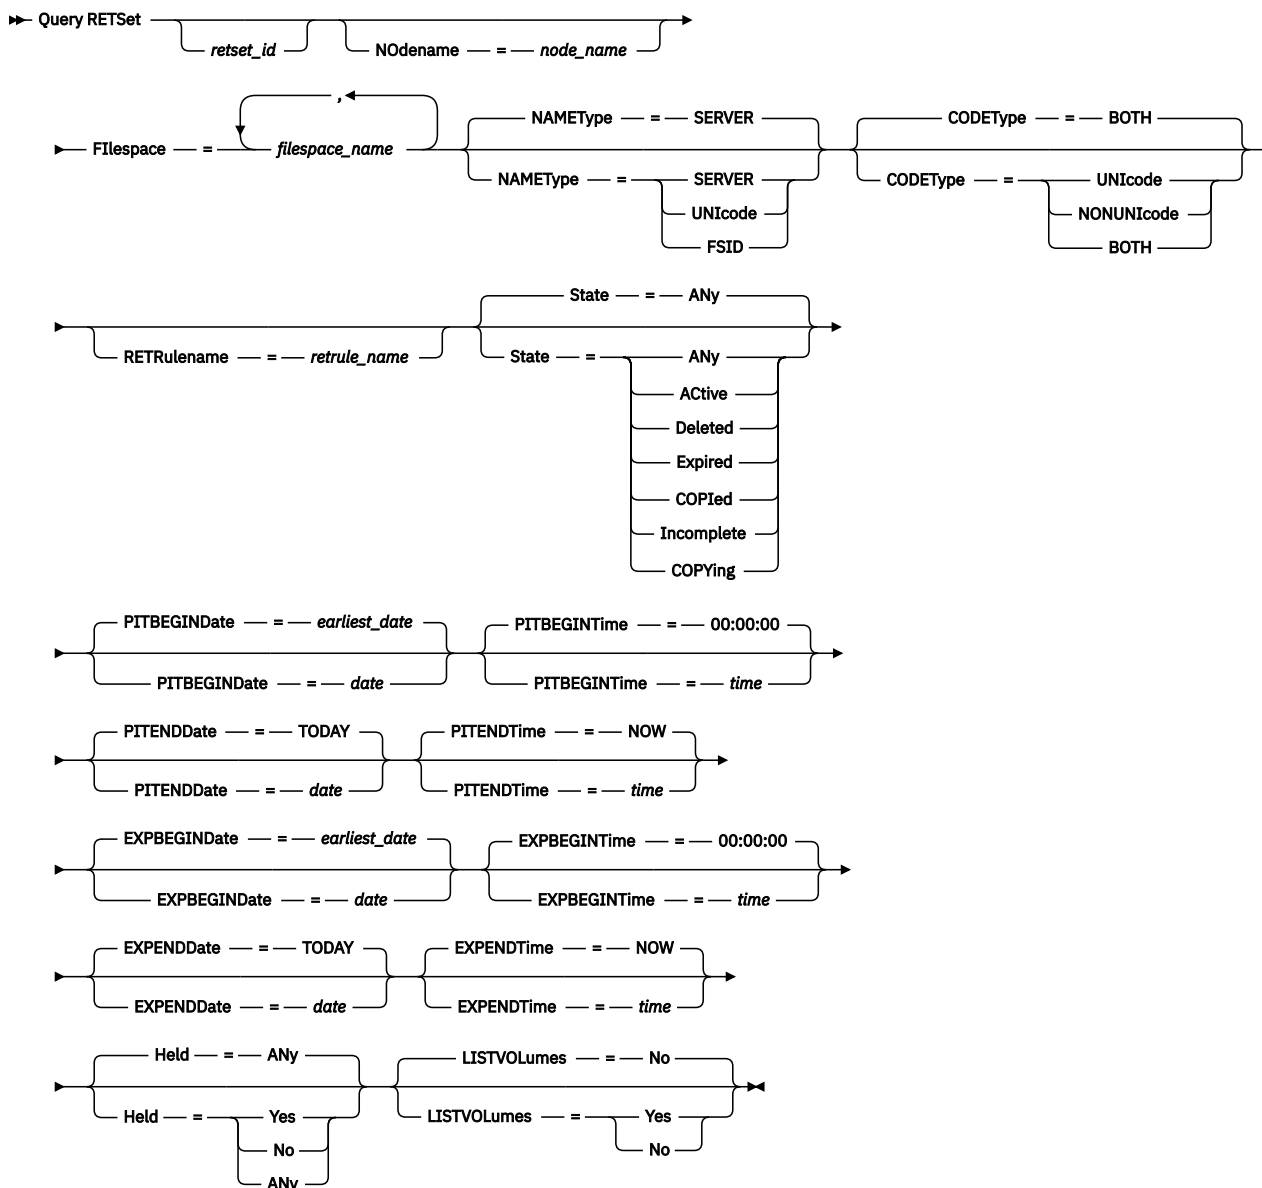 Query RETSet
retset_id NOdename = node_name
,
NAMEType = SERVER CODEType = BOTH
FIlespace = filespace_name
NAMEType = SERVER CODEType = UNIcode
UNIcode NONUNIcode
FSID BOTH
State = ANy
RETRulename = retrule_name State = ANy
ACtive
Deleted
Expired
COPIed
Incomplete
COPYing
PITBEGINDate = earliest_date PITBEGINTime = 00:00:00
PITBEGINDate = date PITBEGINTime = time
PITENDDate = TODAY PITENDTime = NOW
PITENDDate = date PITENDTime = time
EXPBEGINDate = earliest_date EXPBEGINTime = 00:00:00
EXPBEGINDate = date EXPBEGINTime = time
EXPENDDate = TODAY EXPENDTime = NOW
EXPENDDate = date EXPENDTime = time
Held = ANy LISTVOLumes = No
Held = Yes LISTVOLumes = Yes
No No
ANy